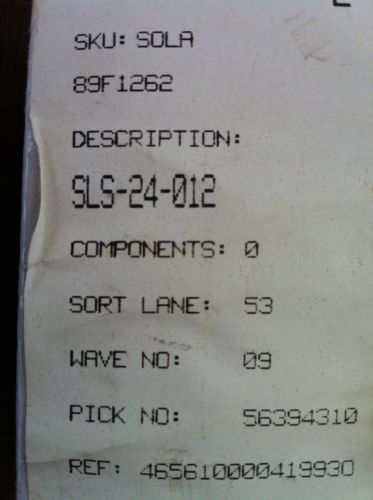 SKU: SOLA
89F1262
DESCRIPTION:
SLS-24-012
COMPONENTS: 0
SORT LANE: 53
WAVE NO: 09
PICK NO: 56394310
REF: 465610000419930